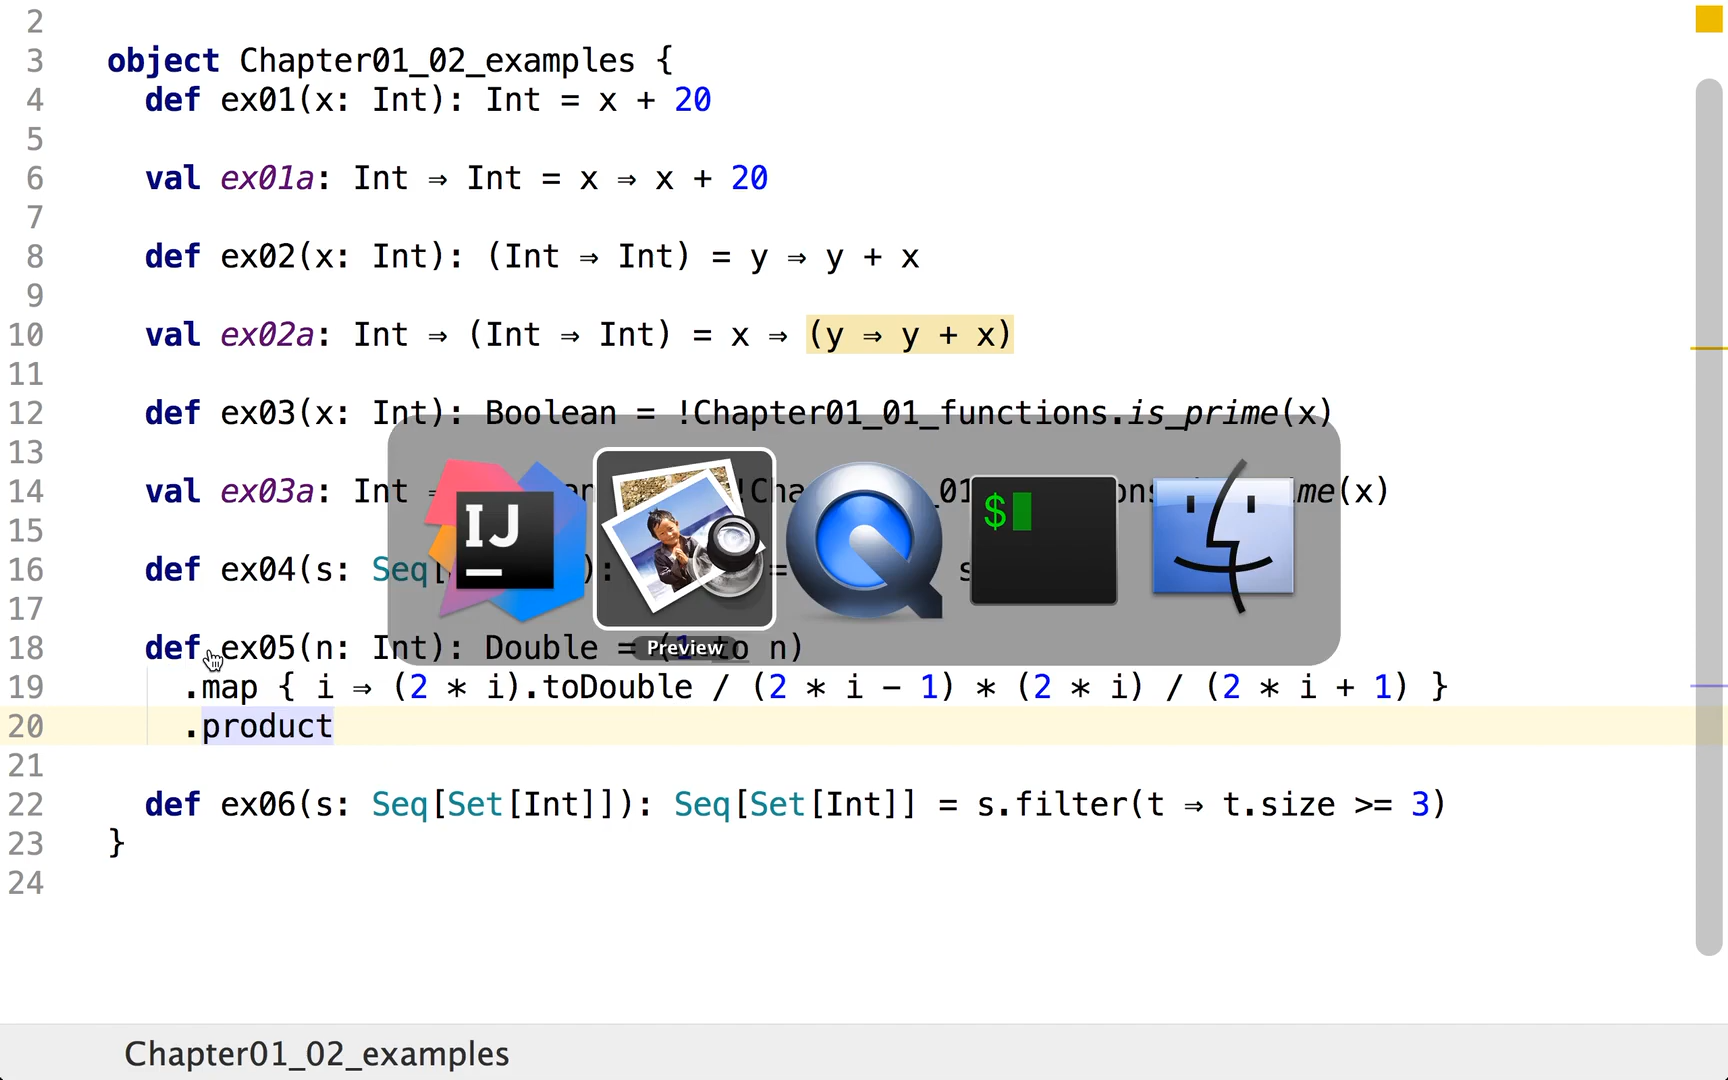 2
3 object Chapter01_02_examples {
4 def ex01(x: Int): Int = x + 20
5
6 val ex01a: Int ⇒ Int = x ⇒ x + 20
7
8 def ex02(x: Int): (Int ⇒ Int) = y ⇒ y + x
9
10 val ex02a: Int ⇒ (Int ⇒ Int) = x ⇒ (y ⇒ y + x)
11
12 def ex03(x: Int): Boolean = !Chapter01_01_functions.is_prime(x)
13
14 val ex03a: Int (x)
15
16 def ex04(s: Seq[ ): =
17
18 def ex05(n: Int): Double = (1 to n)
19 .map { i ⇒ (2 * i).toDouble / (2 * i - 1) * (2 * i) / (2 * i + 1) }
20 .product
21
22 def ex06(s: Seq[Set[Int]]): Seq[Set[Int]] = s.filter(t ⇒ t.size >= 3)
23 }
24
IJ
$
Preview
Chapter01_02_examples